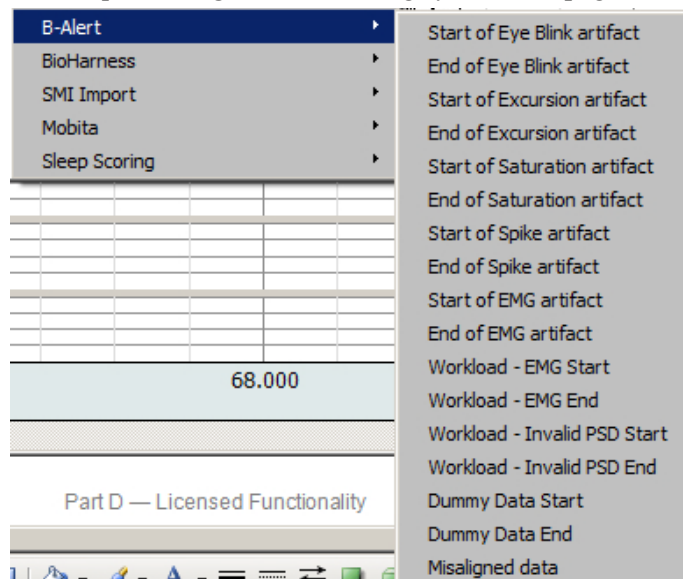 B-Alert
BioHarness
SMI Import
Mobita
Sleep Scoring
Start of Eye Blink artifact
End of Eye Blink artifact
Start of Excursion artifact
End of Excursion artifact
Start of Saturation artifact
End of Saturation artifact
Start of Spike artifact
End of Spike artifact
Start of EMG artifact
End of EMG artifact
Workload - EMG Start
Workload - EMG End
Workload - Invalid PSD Start
Workload - Invalid PSD End
Dummy Data Start
Dummy Data End
Misaligned data
68.000
Part D — Licensed Functionality